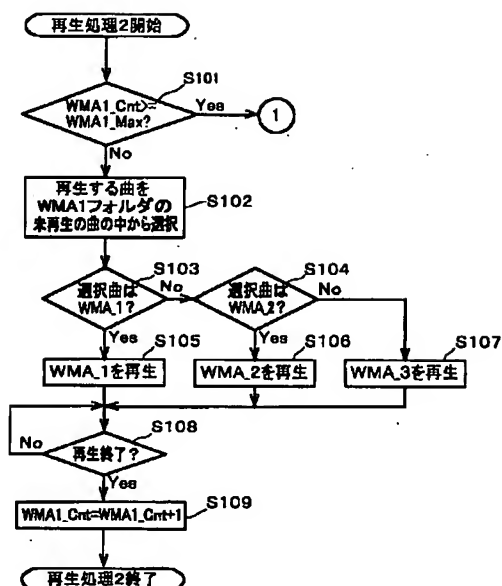 再生処理2開始
S101
WMA1_Cnt>=
WMA1_Max?
Yes
1
No
再生する曲を
WMA1フォルダの
未再生の曲の中から選択
S102
S103
選択曲は
WMA_1?
No
S104
選択曲は
WMA_2?
No
Yes
S105
Yes
S106
S107
WMA_1を再生
WMA_2を再生
WMA_3を再生
S108
No
再生終了?
Yes
S109
WMA1_Cnt=WMA1_Cnt+1
再生処理2終了